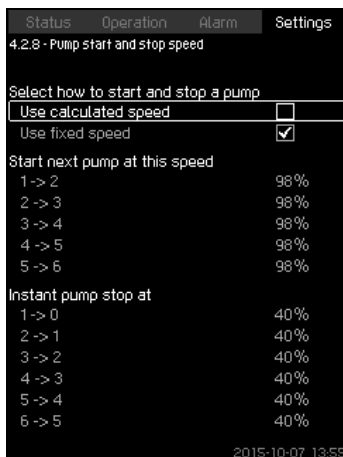 Status Operation Alarm Settings
4.2.8 - Pump start and stop speed
Select how to start and stop a pump
Use calculated speed
Use fixed speed
Start next pump at this speed
1 -> 2 98%
2 -> 3 98%
3 -> 4 98%
4 -> 5 98%
5 -> 6 98%
Instant pump stop at
1 -> 0 40%
2 -> 1 40%
3 -> 2 40%
4 -> 3 40%
5 -> 4 40%
6 -> 5 40%
2015-10-07 13:55